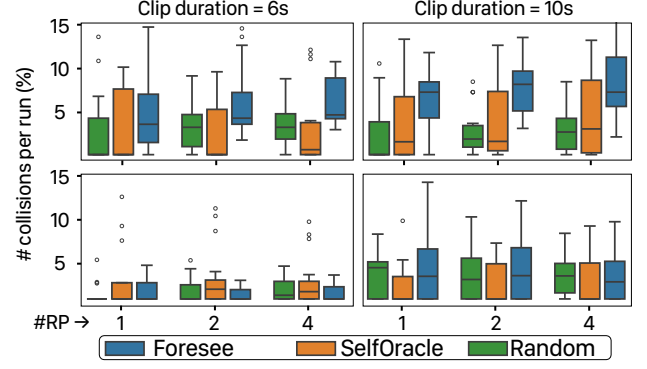 Clip duration = 6s
Clip duration = 10s
# collisions per run (%)
15
10
5
15
10
5
#RP → 1 2 4 1 2 4
Foresee SelfOracle Random